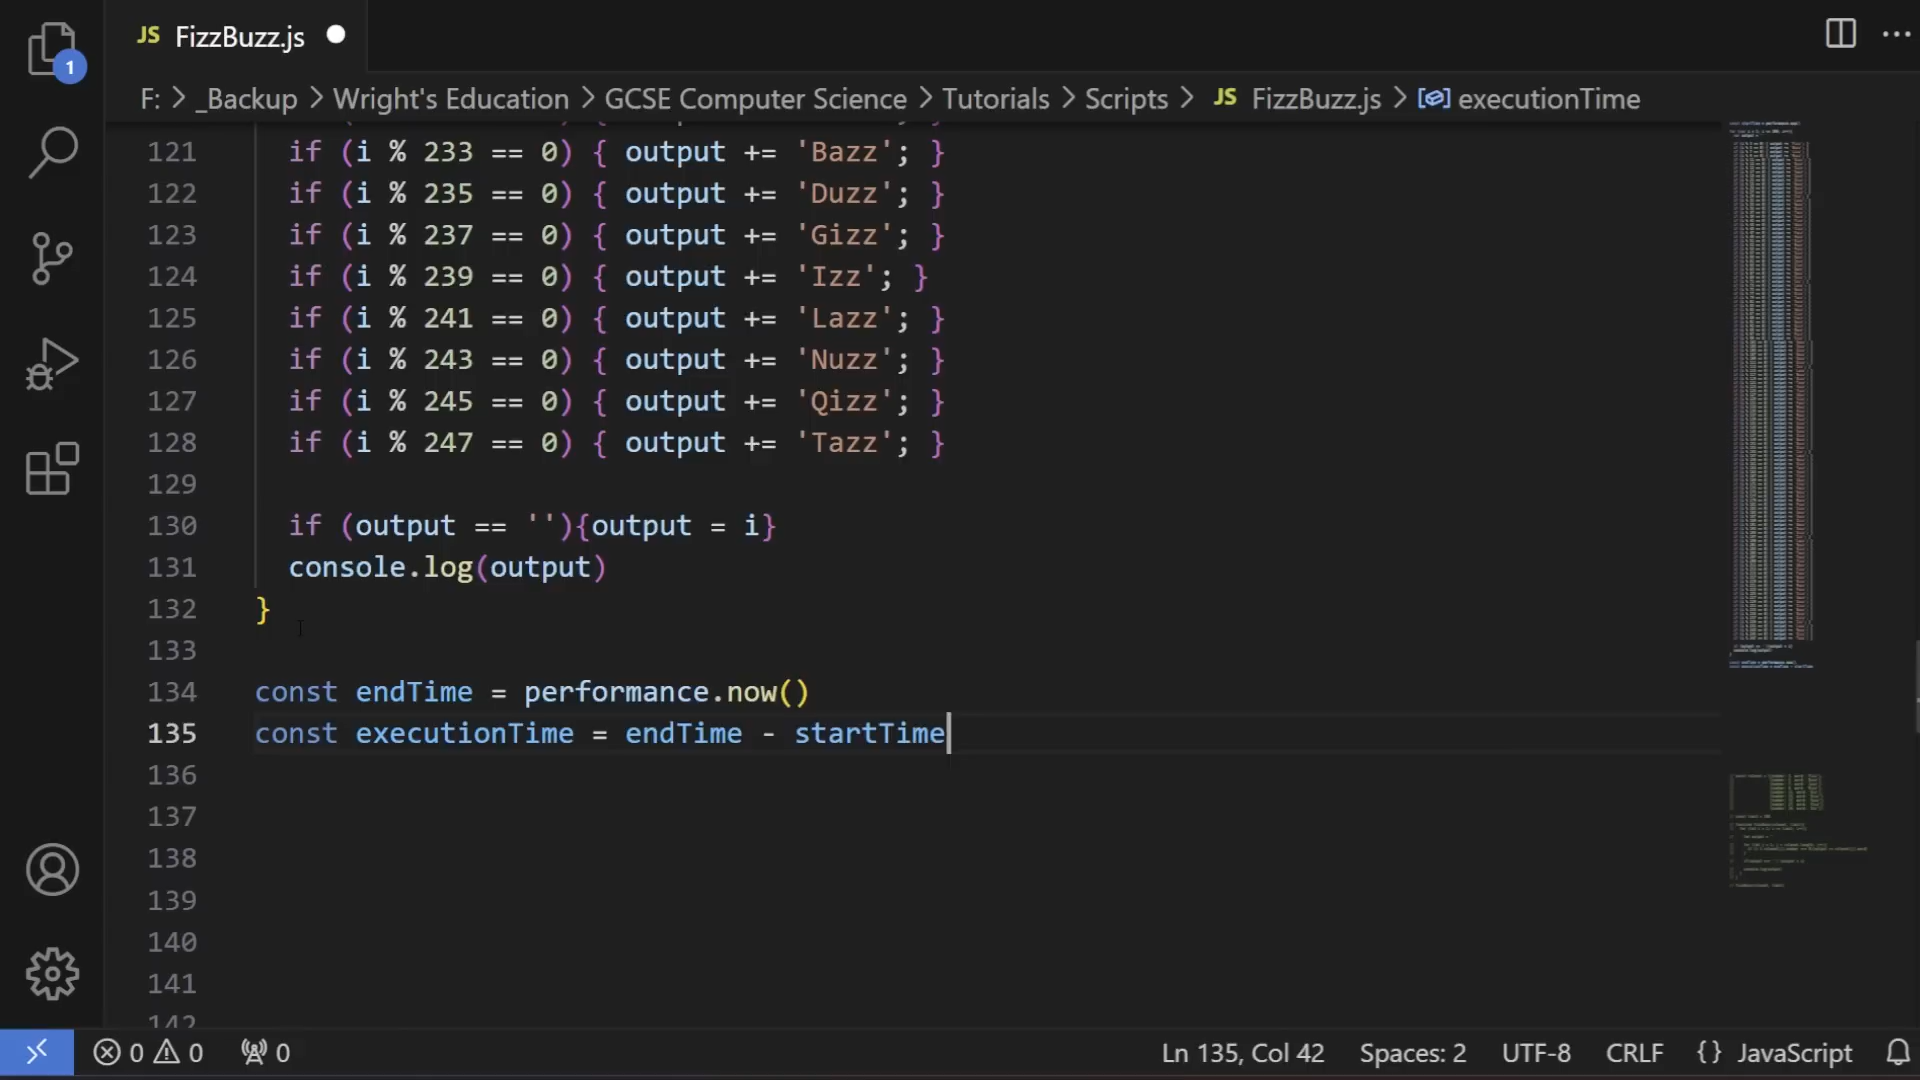 JS FizzBuzz.js
1
F: > _Backup > Wright's Education > GCSE Computer Science > Tutorials > Scripts > JS FizzBuzz.js > executionTime
121 if (i % 233 == 0) { output += 'Bazz'; }
122 if (i % 235 == 0) { output += 'Duzz'; }
123 if (i % 237 == 0) { output += 'Gizz'; }
124 if (i % 239 == 0) { output += 'Izz'; }
125 if (i % 241 == 0) { output += 'Lazz'; }
126 if (i % 243 == 0) { output += 'Nuzz'; }
127 if (i % 245 == 0) { output += 'Qizz'; }
128 if (i % 247 == 0) { output += 'Tazz'; }
129
130 if (output == ''){output = i}
131 console.log(output)
132 }
133
134 const endTime = performance.now()
135 const executionTime = endTime - startTime
136
137
138
139
140
141
142
0 0 0 Ln 135, Col 42 Spaces: 2 UTF-8 CRLF {} JavaScript